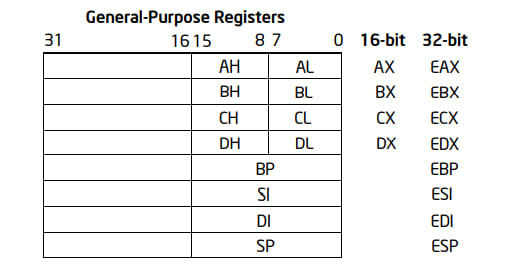 General-Purpose Registers
31 16 15 8 7 0 16-bit 32-bit
AH AL AX EAX
BH BL BX EBX
CH CL CX ECX
DH DL DX EDX
BP EBP
SI ESI
DI EDI
SP ESP